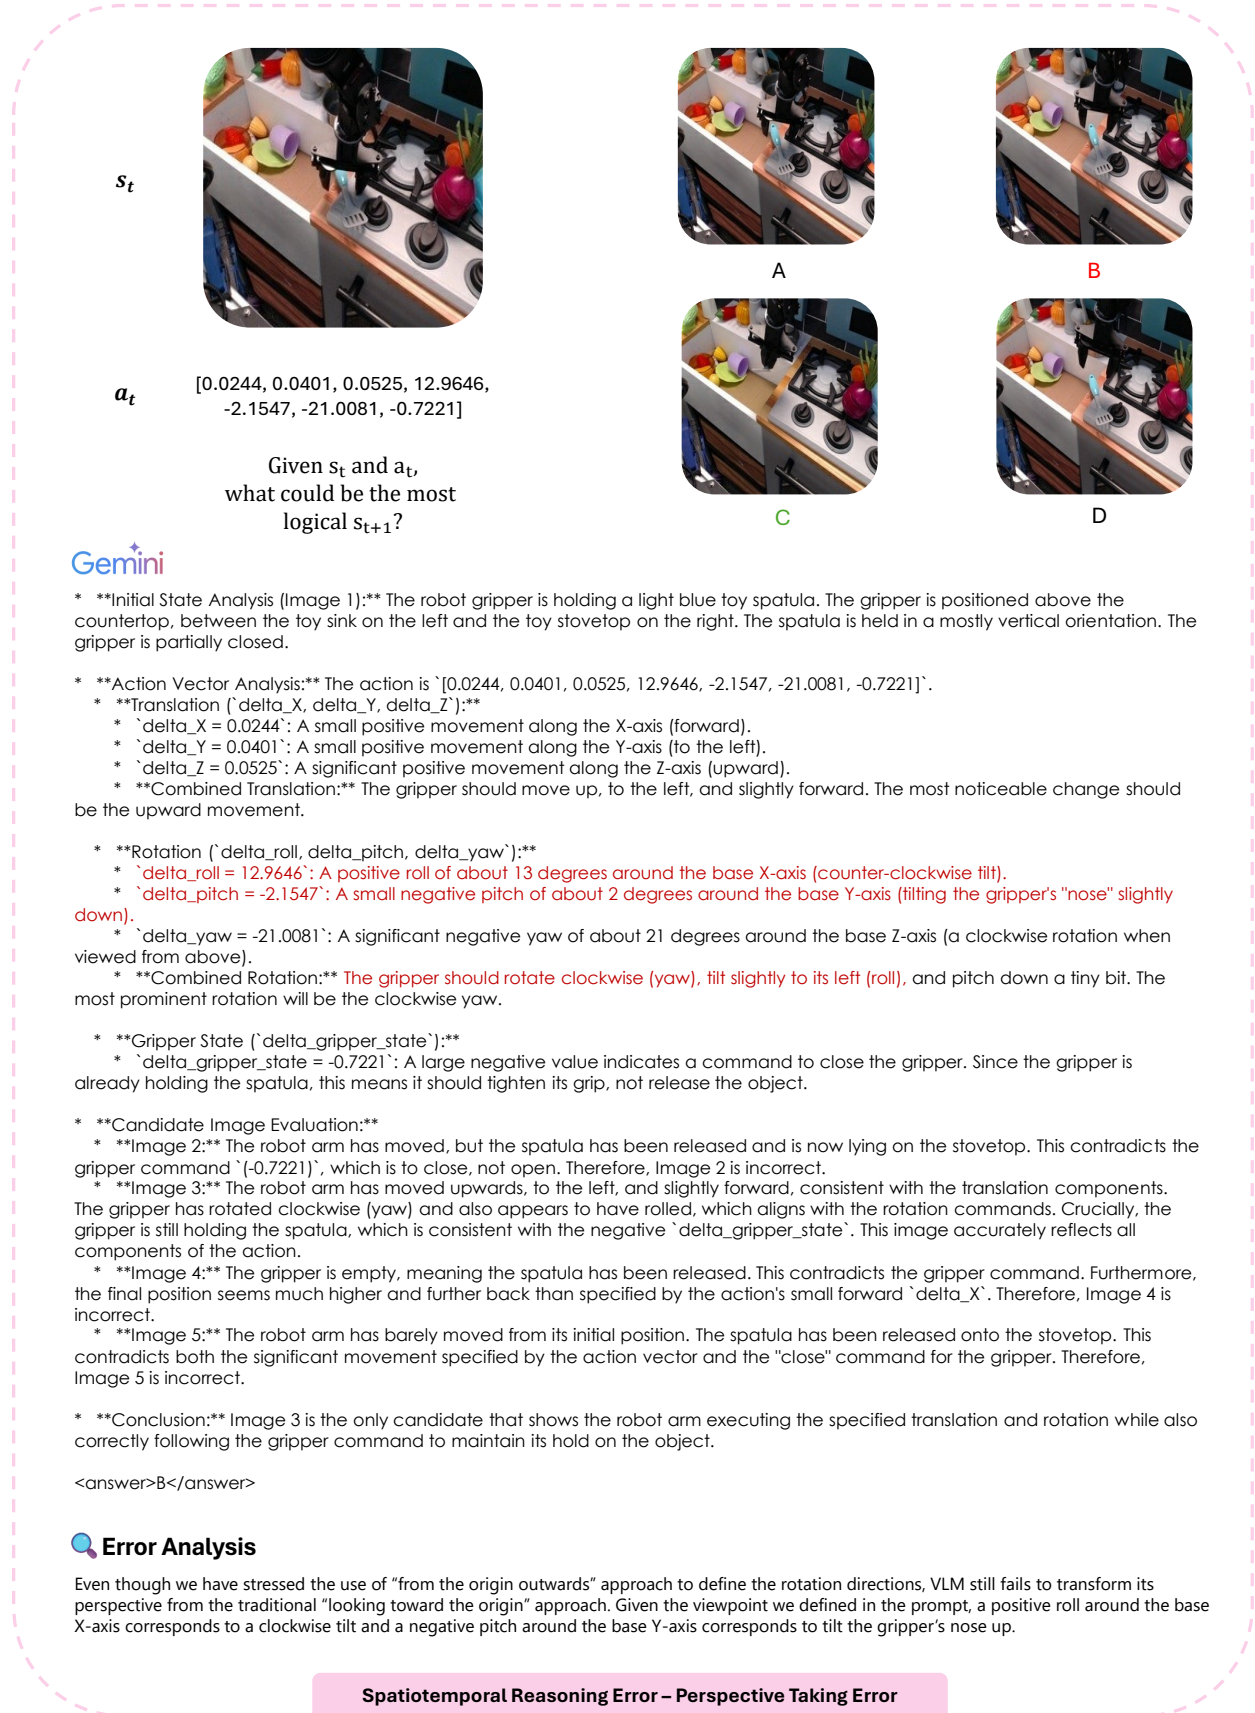 s_t
A
B
a_t
[0.0244, 0.0401, 0.0525, 12.9646,
-2.1547, -21.0081, -0.7221]
Given s_t and a_t,
what could be the most
logical s_{t+1}?
C
D
Gemini
* **Initial State Analysis (Image 1):** The robot gripper is holding a light blue toy spatula. The gripper is positioned above the
countertop, between the toy sink on the left and the toy stovetop on the right. The spatula is held in a mostly vertical orientation. The
gripper is partially closed.
* **Action Vector Analysis:** The action is `[0.0244, 0.0401, 0.0525, 12.9646, -2.1547, -21.0081, -0.7221]`.
* **Translation (`delta_X, delta_Y, delta_Z`):**
* `delta_X = 0.0244`: A small positive movement along the X-axis (forward).
* `delta_Y = 0.0401`: A small positive movement along the Y-axis (to the left).
* `delta_Z = 0.0525`: A significant positive movement along the Z-axis (upward).
* **Combined Translation:** The gripper should move up, to the left, and slightly forward. The most noticeable change should
be the upward movement.
* **Rotation (`delta_roll, delta_pitch, delta_yaw`):**
* `delta_roll = 12.9646`: A positive roll of about 13 degrees around the base X-axis (counter-clockwise tilt).
* `delta_pitch = -2.1547`: A small negative pitch of about 2 degrees around the base Y-axis (tilting the gripper's "nose" slightly
down).
* `delta_yaw = -21.0081`: A significant negative yaw of about 21 degrees around the base Z-axis (a clockwise rotation when
viewed from above).
* **Combined Rotation:** The gripper should rotate clockwise (yaw), tilt slightly to its left (roll), and pitch down a tiny bit. The
most prominent rotation will be the clockwise yaw.
* **Gripper State (`delta_gripper_state`):**
* `delta_gripper_state = -0.7221`: A large negative value indicates a command to close the gripper. Since the gripper is
already holding the spatula, this means it should tighten its grip, not release the object.
* **Candidate Image Evaluation:**
* **Image 2:** The robot arm has moved, but the spatula has been released and is now lying on the stovetop. This contradicts the
gripper command `(-0.7221)`, which is to close, not open. Therefore, Image 2 is incorrect.
* **Image 3:** The robot arm has moved upwards, to the left, and slightly forward, consistent with the translation components.
The gripper has rotated clockwise (yaw) and also appears to have rolled, which aligns with the rotation commands. Crucially, the
gripper is still holding the spatula, which is consistent with the negative `delta_gripper_state`. This image accurately reflects all
components of the action.
* **Image 4:** The gripper is empty, meaning the spatula has been released. This contradicts the gripper command. Furthermore,
the final position seems much higher and further back than specified by the action's small forward `delta_X`. Therefore, Image 4 is
incorrect.
* **Image 5:** The robot arm has barely moved from its initial position. The spatula has been released onto the stovetop. This
contradicts both the significant movement specified by the action vector and the "close" command for the gripper. Therefore,
Image 5 is incorrect.
* **Conclusion:** Image 3 is the only candidate that shows the robot arm executing the specified translation and rotation while also
correctly following the gripper command to maintain its hold on the object.
<answer>B</answer>
Error Analysis
Even though we have stressed the use of “from the origin outwards” approach to define the rotation directions, VLM still fails to transform its
perspective from the traditional “looking toward the origin” approach. Given the viewpoint we defined in the prompt, a positive roll around the base
X-axis corresponds to a clockwise tilt and a negative pitch around the base Y-axis corresponds to tilt the gripper’s nose up.
Spatiotemporal Reasoning Error – Perspective Taking Error